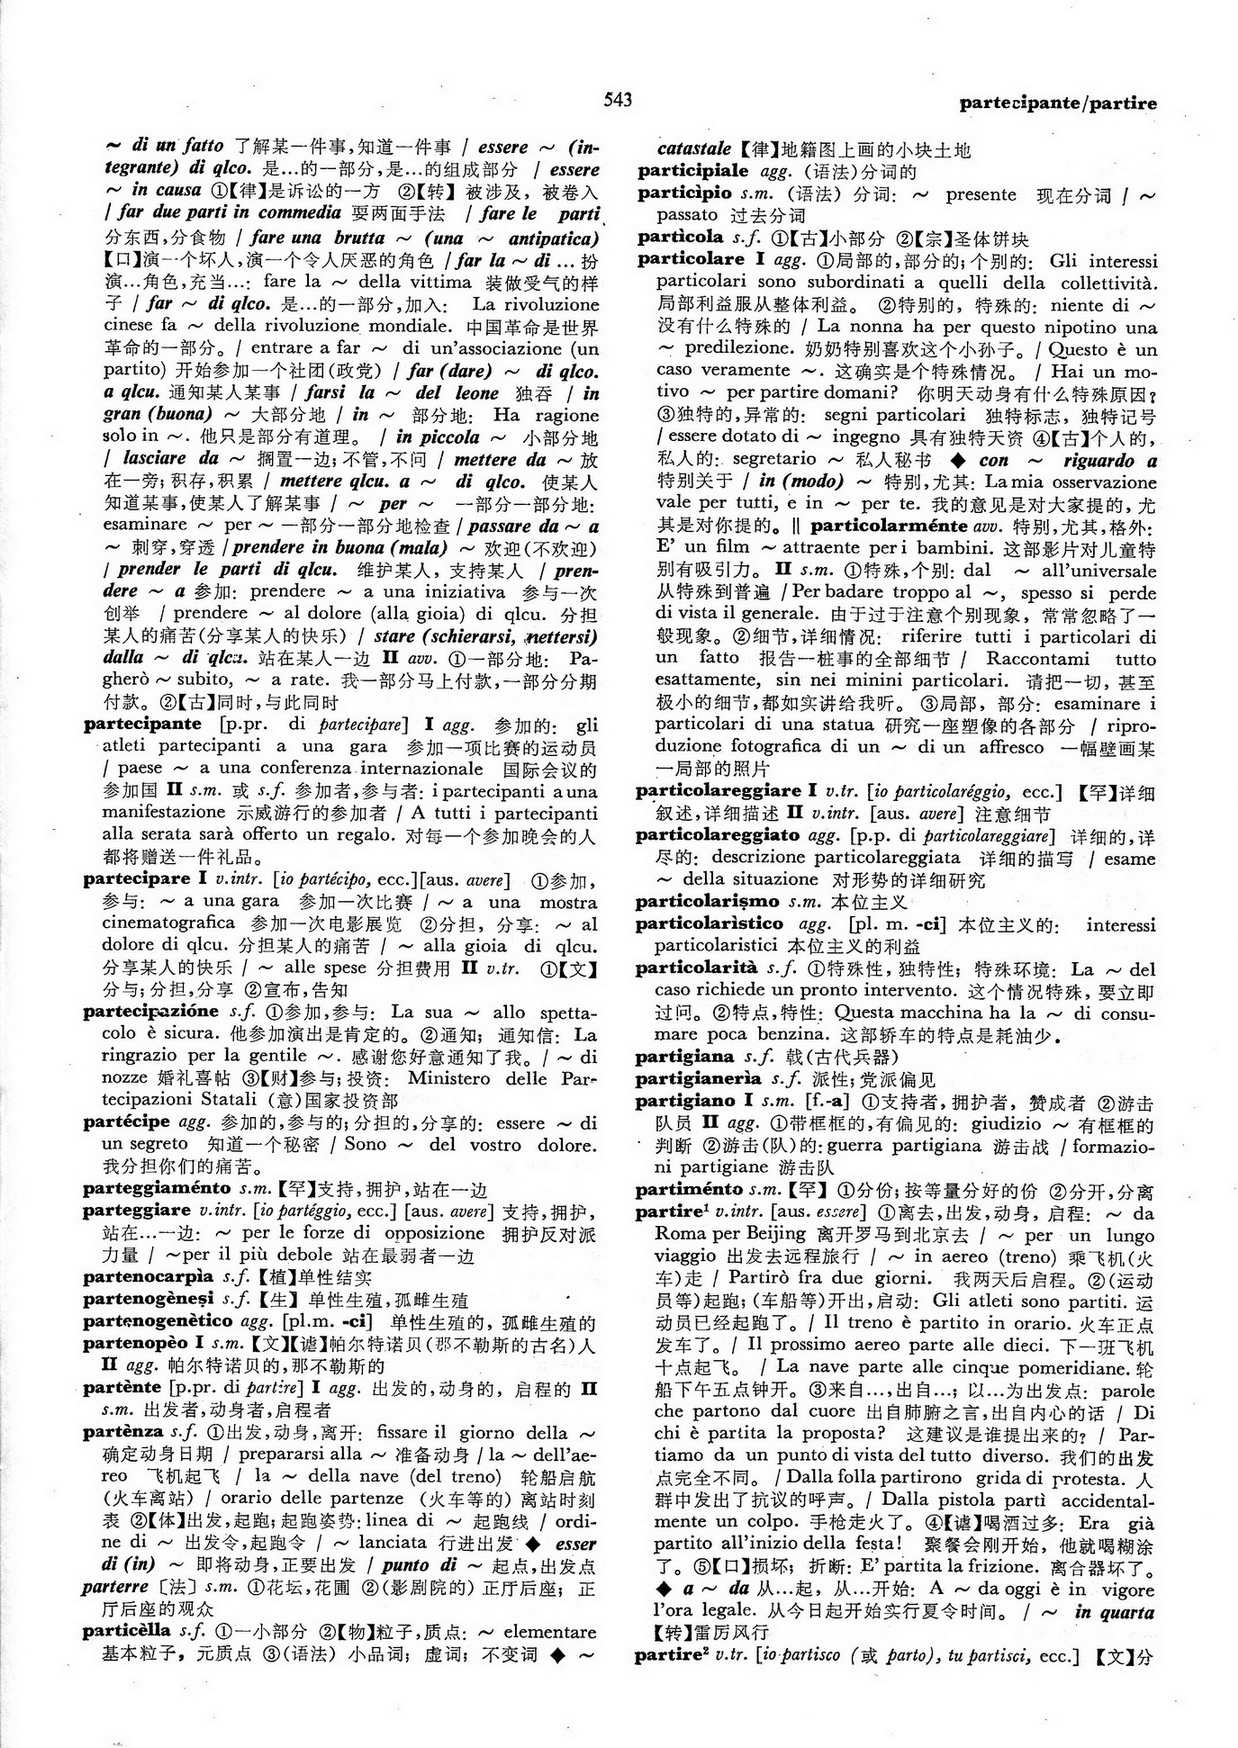 543
partecipante/partire
~ di un fatto 了解某一件事,知道一件事 / essere ~ (in-
tegrante) di qlco. 是…的一部分,是…的组成部分 / essere
~ in causa ①【律】是诉讼的一方 ②【转】被涉及, 被卷入
/ far due parti in commedia 耍两面手法 / fare le parti
分东西,分食物 / fare una brutta ~ (una ~ antipatica)
【口】演一个坏人,演一个令人厌恶的角色 / far la ~ di … 扮
演…角色,充当…: fare la ~ della vittima 装做受气的样
子 / far ~ di qlco. 是…的一部分,加入: La rivoluzione
cinese fa ~ della rivoluzione mondiale. 中国革命是世界
革命的一部分。/ entrare a far ~ di un'associazione (un
partito) 开始参加一个社团(政党) / far (dare) ~ di qlco.
a qlcu. 通知某人某事 / farsi la ~ del leone 独吞 / in
gran (buona) ~ 大部分地 / in ~ 部分地: Ha ragione
solo in ~. 他只是部分有道理。 / in piccola ~ 小部分地
/ lasciare da ~ 搁置一边;不管,不问 / mettere da ~ 放
在一旁;积存,积累 / mettere qlcu. a ~ di qlco. 使某人
知道某事,使某人了解某事 / ~ per ~ 一部分一部分地:
esaminare ~ per ~ 一部分一部分地检查 / passare da ~ a
~ 刺穿,穿透 / prendere in buona (mala) ~ 欢迎(不欢迎)
/ prender le parti di qlcu. 维护某人, 支持某人 / pren-
dere ~ a 参加: prendere ~ a una iniziativa 参与一次
创举 / prendere ~ al dolore (alla gioia) di qlcu. 分担
某人的痛苦(分享某人的快乐) / stare (schierarsi, mettersi)
dalla ~ di qlcu. 站在某人一边 II avv. ①一部分地: Pa-
gherò ~ subito, ~ a rate. 我一部分马上付款,一部分分期
付款。②【古】同时,与此同时
partecipante [p.pr. di partecipare] I agg. 参加的: gli
atleti partecipanti a una gara 参加一项比赛的运动员
/ paese ~ a una conferenza internazionale 国际会议的
参加国 II s.m. 或 s.f. 参加者,参与者: i partecipanti a una
manifestazione 示威游行的参加者 / A tutti i partecipanti
alla serata sarà offerto un regalo. 对每一个参加晚会的人
都将赠送一件礼品。
partecipare I v.intr. [io partécipo, ecc.][aus. avere] ①参加,
参与: ~ a una gara 参加一次比赛 / ~ a una mostra
cinematografica 参加一次电影展览 ②分担, 分享: ~ al
dolore di qlcu. 分担某人的痛苦 / ~ alla gioia di qlcu.
分享某人的快乐 / ~ alle spese 分担费用 II v.tr. ①【文】
分与;分担,分享 ②宣布,告知
partecipazióne s.f. ①参加,参与: La sua ~ allo spetta-
colo è sicura. 他参加演出是肯定的。②通知; 通知信: La
ringrazio per la gentile ~. 感谢您好意通知了我。/ ~ di
nozze 婚礼喜帖 ③【财】参与;投资: Ministero delle Par-
tecipazioni Statali (意)国家投资部
partécipe agg. 参加的,参与的;分担的,分享的: essere ~ di
un segreto 知道一个秘密 / Sono ~ del vostro dolore.
我分担你们的痛苦。
parteggiaménto s.m.【罕】支持,拥护,站在一边
parteggiare v.intr. [io partéggio, ecc.] [aus. avere] 支持,拥护,
站在…一边: ~ per le forze di opposizione 拥护反对派
力量 / ~per il più debole 站在最弱者一边
partenocarpìa s.f.【植】单性结实
partenogènesi s.f.【生】 单性生殖,孤雌生殖
partenogenètico agg. [pl.m. -ci] 单性生殖的, 孤雌生殖的
partenopèo I s.m.【文】【谑】帕尔特诺贝(那不勒斯的古名)人
II agg. 帕尔特诺贝的,那不勒斯的
partènte [p.pr. di partire] I agg. 出发的,动身的, 启程的 II
s.m. 出发者,动身者,启程者
partènza s.f. ①出发,动身,离开: fissare il giorno della ~
确定动身日期 / prepararsi alla ~ 准备动身 / la ~ dell'ae-
reo 飞机起飞 / la ~ della nave (del treno) 轮船启航
(火车离站) / orario delle partenze (火车等的) 离站时刻
表 ②【体】出发,起跑;起跑姿势: linea di ~ 起跑线 / ordi-
ne di ~ 出发令,起跑令 / ~ lanciata 行进出发 ◆ esser
di (in) ~ 即将动身,正要出发 / punto di ~ 起点,出发点
parterre〔法〕s.m. ①花坛,花圃 ②(影剧院的) 正厅后座; 正
厅后座的观众
particèlla s.f. ①一小部分 ②【物】粒子,质点: ~ elementare
基本粒子, 元质点 ③(语法) 小品词; 虚词; 不变词 ◆ ~
catastale 【律】地籍图上画的小块土地
participiale agg. (语法)分词的
particìpio s.m. (语法) 分词: ~ presente 现在分词 / ~
passato 过去分词
partìcola s.f. ①【古】小部分 ②【宗】圣体饼块
particolare I agg. ①局部的,部分的;个别的: Gli interessi
particolari sono subordinati a quelli della collettività.
局部利益服从整体利益。 ②特别的, 特殊的: niente di ~
没有什么特殊的 / La nonna ha per questo nipotino una
~ predilezione. 奶奶特别喜欢这个小孙子。/ Questo è un
caso veramente ~. 这确实是个特殊情况。 / Hai un mo-
tivo ~ per partire domani? 你明天动身有什么特殊原因?
③独特的,异常的: segni particolari 独特标志, 独特记号
/ essere dotato di ~ ingegno 具有独特天资 ④【古】个人的,
私人的: segretario ~ 私人秘书 ◆ con ~ riguardo a
特别关于 / in (modo) ~ 特别,尤其: La mia osservazione
vale per tutti, e in ~ per te. 我的意见是对大家提的, 尤
其是对你提的。‖ particolarménte avv. 特别,尤其,格外:
E' un film ~ attraente per i bambini. 这部影片对儿童特
别有吸引力。 II s.m. ①特殊,个别: dal ~ all'universale
从特殊到普遍 / Per badare troppo al ~, spesso si perde
di vista il generale. 由于过于注意个别现象, 常常忽略了一
般现象。②细节,详细情况: riferire tutti i particolari di
un fatto 报告一桩事的全部细节 / Raccontami tutto
esattamente, sin nei minini particolari. 请把一切, 甚至
极小的细节,都如实讲给我听。 ③局部, 部分: esaminare i
particolari di una statua 研究一座塑像的各部分 / ripro-
duzione fotografica di un ~ di un affresco 一幅壁画某
一局部的照片
particolareggiare I v.tr. [io particolaréggio, ecc.] 【罕】详细
叙述,详细描述 II v.intr. [aus. avere] 注意细节
particolareggiato agg. [p.p. di particolareggiare] 详细的,详
尽的: descrizione particolareggiata 详细的描写 / esame
~ della situazione 对形势的详细研究
particolarismo s.m. 本位主义
particolarìstico agg. [pl. m. -ci] 本位主义的: interessi
particolaristici 本位主义的利益
particolarità s.f. ①特殊性, 独特性; 特殊环境: La ~ del
caso richiede un pronto intervento. 这个情况特殊, 要立即
过问。②特点,特性: Questa macchina ha la ~ di consu-
mare poca benzina. 这部轿车的特点是耗油少。
partigiana s.f. 戟(古代兵器)
partigianerìa s.f. 派性;党派偏见
partigiano I s.m. [f.-a] ①支持者,拥护者, 赞成者 ②游击
队员 II agg. ①带框框的,有偏见的: giudizio ~ 有框框的
判断 ②游击(队)的: guerra partigiana 游击战 / formazio-
ni partigiane 游击队
partiménto s.m.【罕】 ①分份;按等量分好的份 ②分开,分离
partire¹ v.intr. [aus. essere] ①离去,出发,动身, 启程: ~ da
Roma per Beijing 离开罗马到北京去 / ~ per un lungo
viaggio 出发去远程旅行 / ~ in aereo (treno) 乘飞机(火
车)走 / Partirò fra due giorni. 我两天后启程。②(运动
员等)起跑; (车船等)开出,启动: Gli atleti sono partiti. 运
动员已经起跑了。/ Il treno è partito in orario. 火车正点
发车了。/ Il prossimo aereo parte alle dieci. 下一班飞机
十点起飞。 / La nave parte alle cinque pomeridiane. 轮
船下午五点钟开。③来自…,出自…; 以…为出发点: parole
che partono dal cuore 出自肺腑之言,出自内心的话 / Di
chi è partita la proposta? 这建议是谁提出来的? / Par-
tiamo da un punto di vista del tutto diverso. 我们的出发
点完全不同。 / Dalla folla partirono grida di protesta. 人
群中发出了抗议的呼声。/ Dalla pistola partì accidental-
mente un colpo. 手枪走火了。④【谑】喝酒过多: Era già
partito all'inizio della festa! 聚餐会刚开始, 他就喝糊涂
了。⑤【口】损坏; 折断: E' partita la frizione. 离合器坏了。
◆ a ~ da 从…起, 从…开始: A ~ da oggi è in vigore
l'ora legale. 从今日起开始实行夏令时间。 / ~ in quarta
【转】雷厉风行
partire² v.tr. [io partisco (或 parto), tu partisci, ecc.] 【文】分